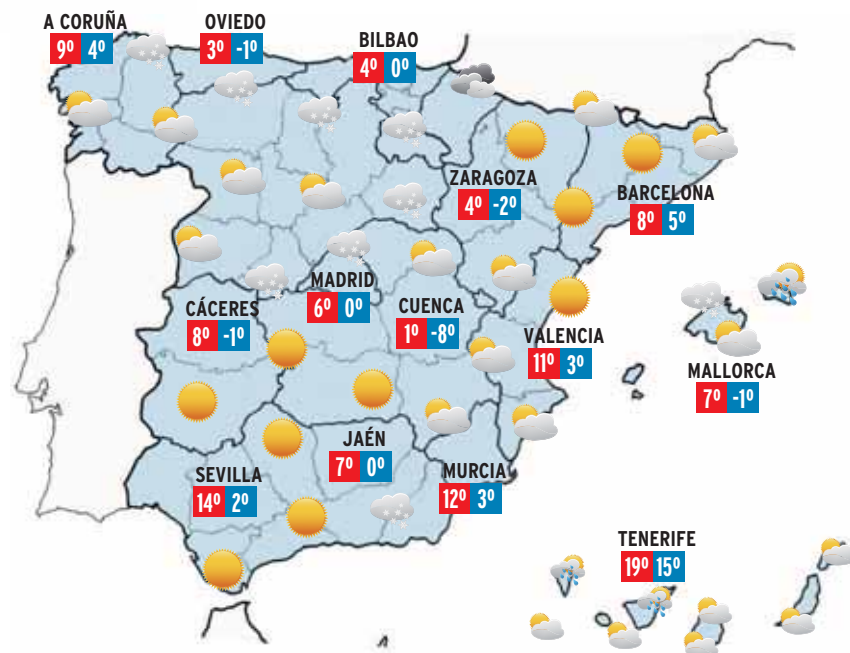 A CORUÑA
9º 4º
OVIEDO
3º -1º
BILBAO
4º 0º
ZARAGOZA
4º -2º
BARCELONA
8º 5º
MADRID
6º 0º
CÁCERES
8º -1º
CUENCA
1º -8º
VALENCIA
11º 3º
MALLORCA
7º -1º
JAÉN
7º 0º
SEVILLA
14º 2º
MURCIA
12º 3º
TENERIFE
19º 15º